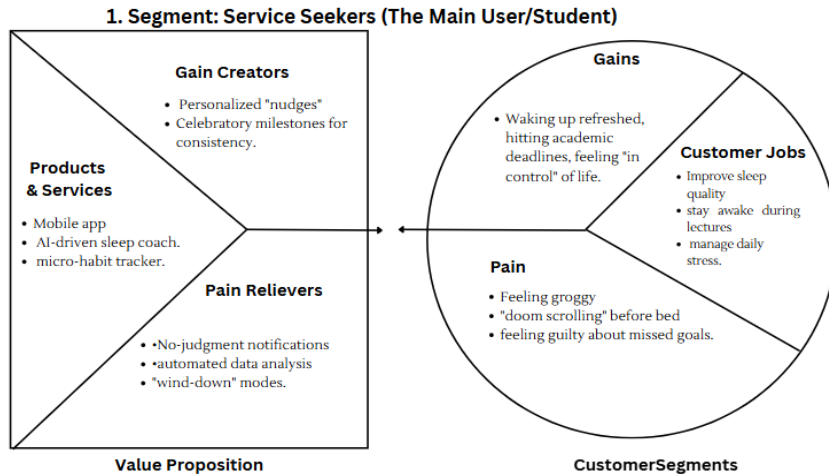 1. Segment: Service Seekers (The Main User/Student)
Gain Creators
• Personalized "nudges"
• Celebratory milestones for
consistency.
Products
& Services
• Mobile app
• AI-driven sleep coach.
• micro-habit tracker.
Pain Relievers
• •No-judgment notifications
• •automated data analysis
• "wind-down" modes.
Value Proposition
Gains
• Waking up refreshed,
hitting academic
deadlines, feeling "in
control" of life.
Customer Jobs
• Improve sleep
quality
• stay awake during
lectures
• manage daily
stress.
Pain
• Feeling groggy
• "doom scrolling" before bed
• feeling guilty about missed goals.
CustomerSegments